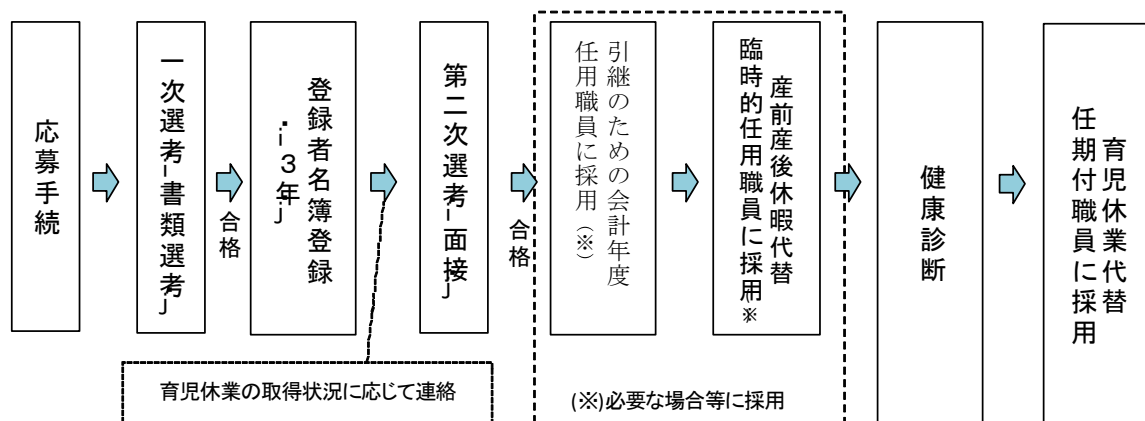 応募手続
一次選考-書類選考j
合格
登録者名簿登録
・i３年j
第二次選考-面接j
合格
引継のための会計年度
任用職員に採用（※）
産前産後休暇代替
臨時的任用職員に採用(※
健康診断
育児休業代替
任期付職員に採用
育児休業の取得状況に応じて連絡
(※)必要な場合等に採用